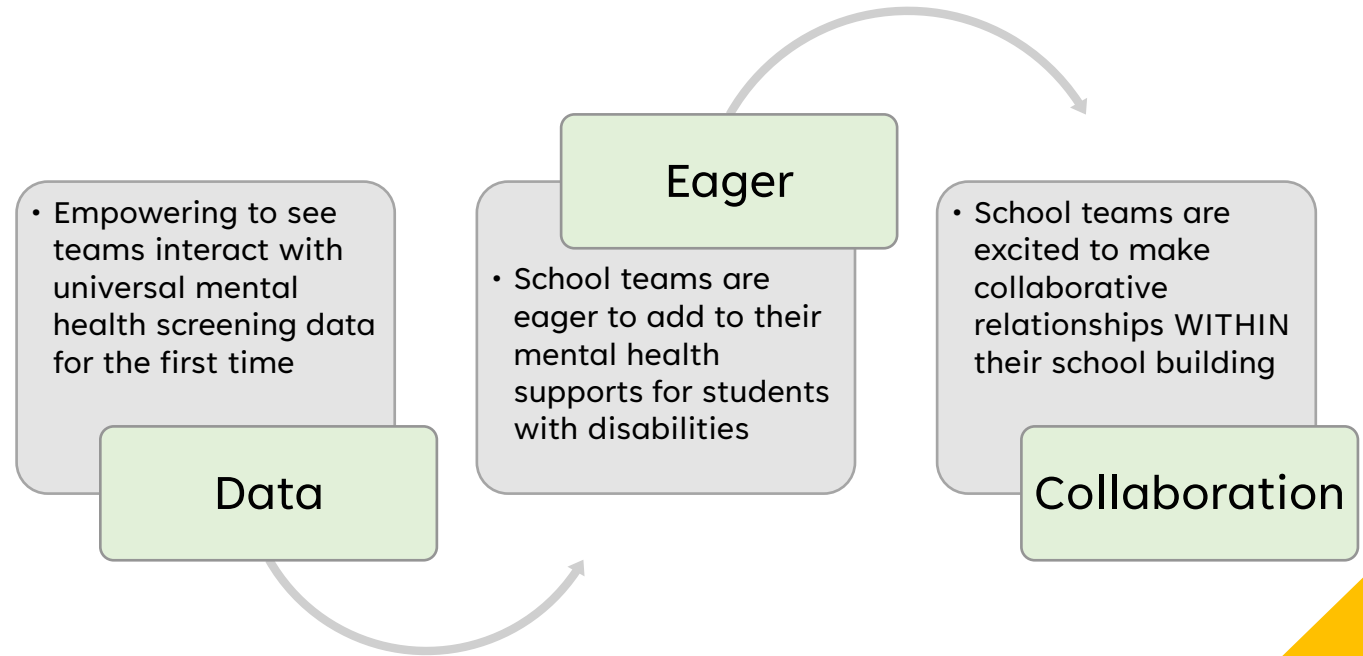 • Empowering to see
teams interact with
universal mental
health screening data
for the first time
Data
Eager
• School teams are
eager to add to their
mental health
supports for students
with disabilities
• School teams are
excited to make
collaborative
relationships WITHIN
their school building
Collaboration